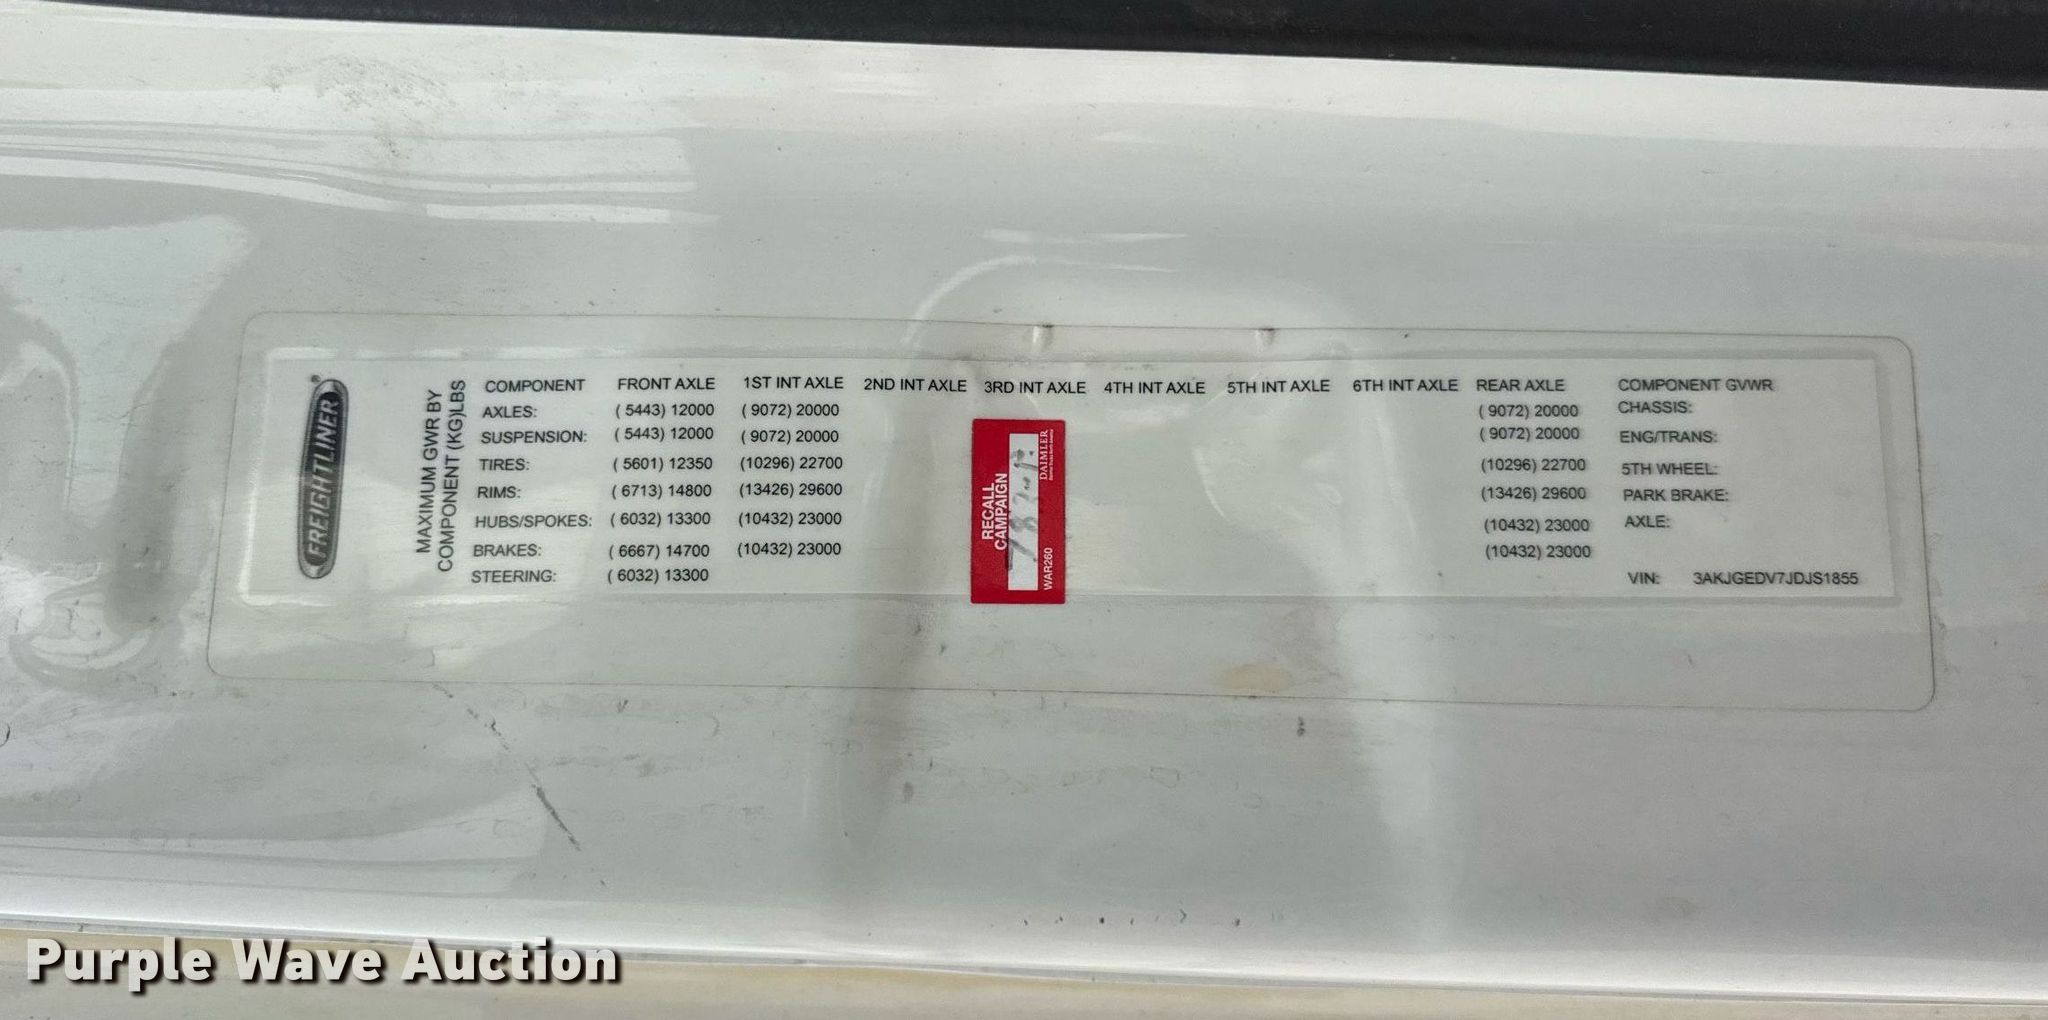 FREIGHTLINER®
MAXIMUM GWR BY
COMPONENT (KG)LBS
COMPONENT FRONT AXLE 1ST INT AXLE 2ND INT AXLE 3RD INT AXLE 4TH INT AXLE 5TH INT AXLE 6TH INT AXLE REAR AXLE COMPONENT GVWR
AXLES: ( 5443) 12000 ( 9072) 20000 ( 9072) 20000 CHASSIS:
SUSPENSION: ( 5443) 12000 ( 9072) 20000 ( 9072) 20000 ENG/TRANS:
TIRES: ( 5601) 12350 (10296) 22700 (10296) 22700 5TH WHEEL:
RIMS: ( 6713) 14800 (13426) 29600 (13426) 29600 PARK BRAKE:
HUBS/SPOKES: ( 6032) 13300 (10432) 23000 (10432) 23000 AXLE:
BRAKES: ( 6667) 14700 (10432) 23000 (10432) 23000
STEERING: ( 6032) 13300 VIN: 3AKJGEDV7JDJS1855
RECALL
CAMPAIGN
DAIMLER
WAR260
Purple Wave Auction